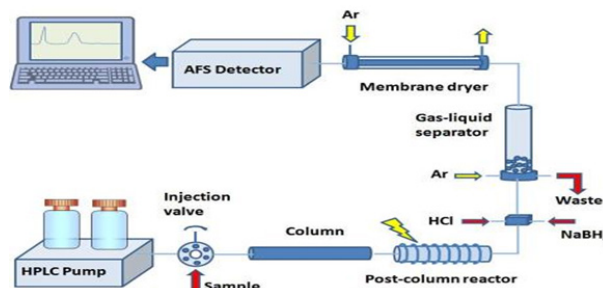 Ar
AFS Detector
Membrane dryer
Gas-liquid
separator
Ar
Waste
Injection
valve
Column
HCl
NaBH
HPLC Pump
Sample
Post-column reactor